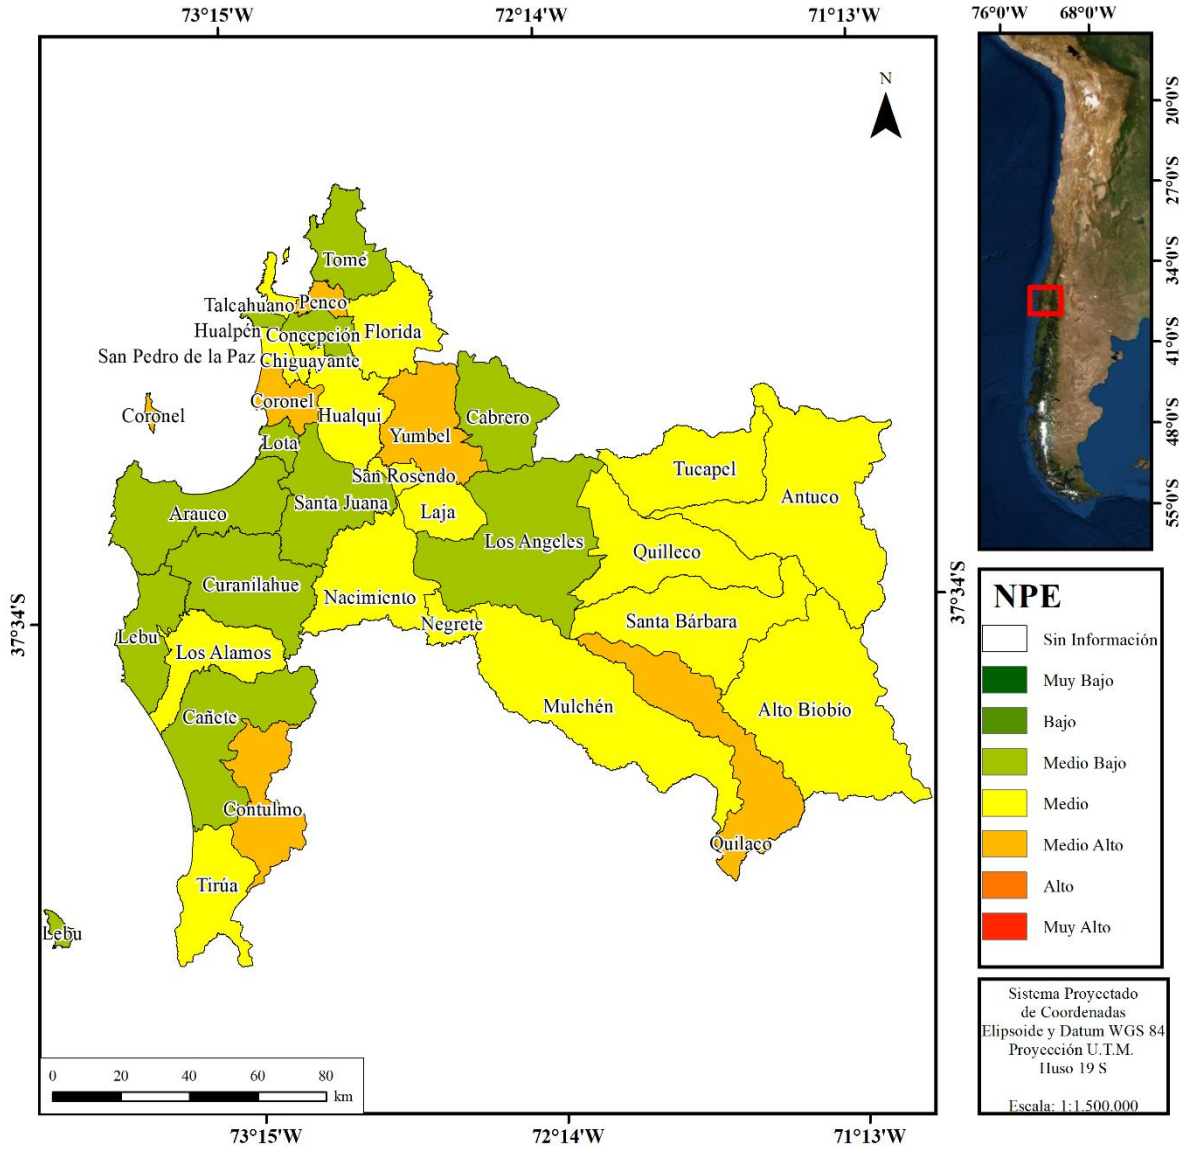 73°15'W
72°14'W
71°13'W
76°0'W
68°0'W
N
20°0'S
27°0'S
34°0'S
41°0'S
48°0'S
55°0'S
Tomé
Talcahuano
Penco
Hualpén
Concepción
Florida
San Pedro de la Paz
Chiguayante
Coronel
Coronel
Hualqui
Cabrero
Yumbel
Lota
Tucapel
San Rosendo
Antuco
Santa Juana
Laja
Arauco
Los Angeles
Quilleco
Curanilahue
Nacimiento
37°34'S
37°34'S
Negrete
Santa Bárbara
Lebu
Los Alamos
Mulchén
Alto Biobío
Cañete
Contulmo
Quilaco
Tirúa
Lebu
NPE
Sin Información
Muy Bajo
Bajo
Medio Bajo
Medio
Medio Alto
Alto
Muy Alto
Sistema Proyectado
de Coordenadas
Elipsoide y Datum WGS 84
Proyección U.T.M.
Huso 19 S
Escala: 1:1.500.000
0 20 40 60 80
km
73°15'W
72°14'W
71°13'W